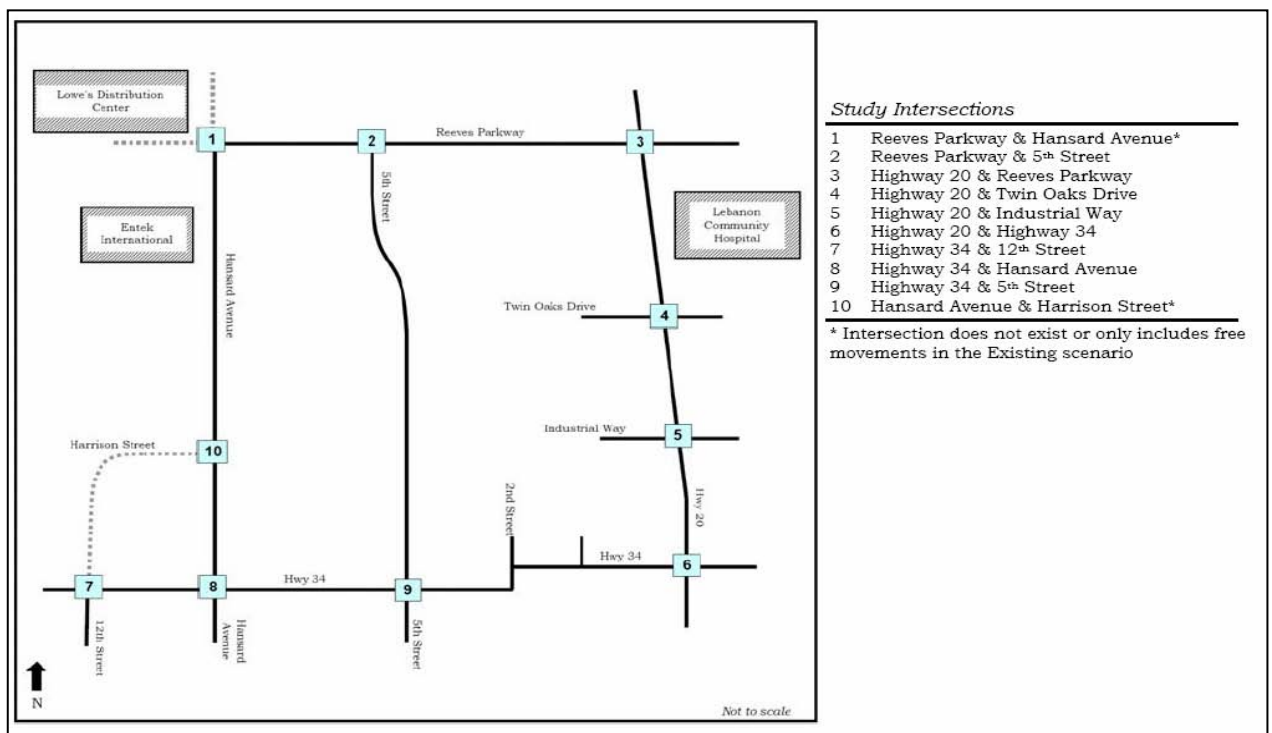 Lowe's Distribution
Center
1
2
Reeves Parkway
3
5th Street
Entek
International
Hansard Avenue
Lebanon
Community
Hospital
Twin Oaks Drive
4
Industrial Way
5
Harrison Street
10
2nd Street
Hwy 20
Hwy 34
6
7
8
Hwy 34
9
12th Street
Hansard
Avenue
5th Street
N
Not to scale
Study Intersections
1 Reeves Parkway & Hansard Avenue*
2 Reeves Parkway & 5th Street
3 Highway 20 & Reeves Parkway
4 Highway 20 & Twin Oaks Drive
5 Highway 20 & Industrial Way
6 Highway 20 & Highway 34
7 Highway 34 & 12th Street
8 Highway 34 & Hansard Avenue
9 Highway 34 & 5th Street
10 Hansard Avenue & Harrison Street*
* Intersection does not exist or only includes free
movements in the Existing scenario